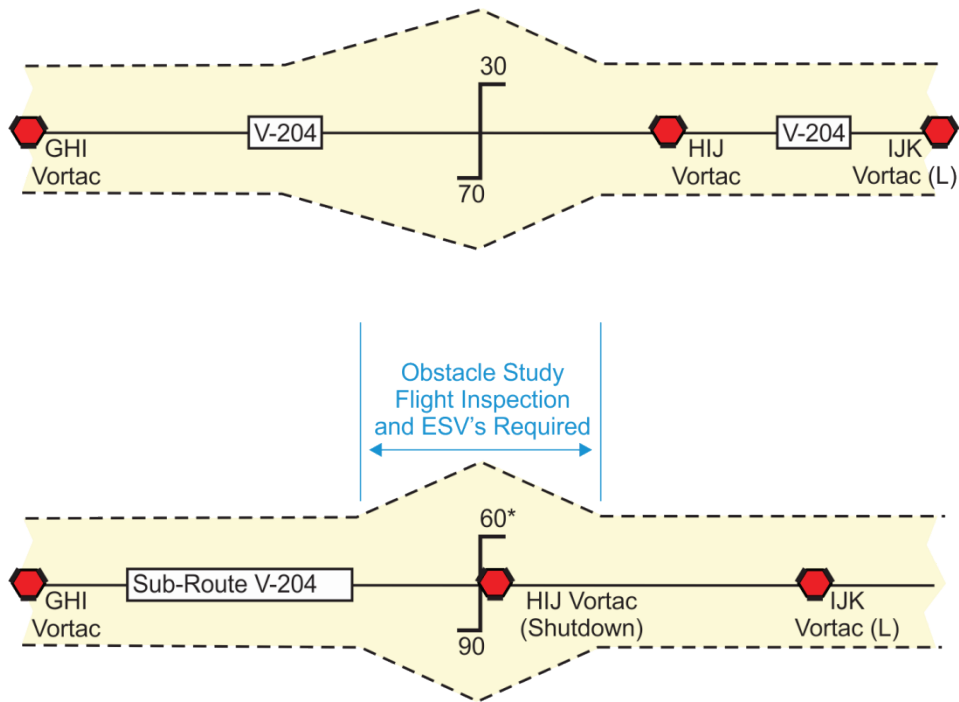 30
V-204
V-204
GHI
Vortac
HIJ
Vortac
IJK
Vortac (L)
70
Obstacle Study
Flight Inspection
and ESV's Required
60*
Sub-Route V-204
GHI
Vortac
HIJ Vortac
(Shutdown)
IJK
Vortac (L)
90